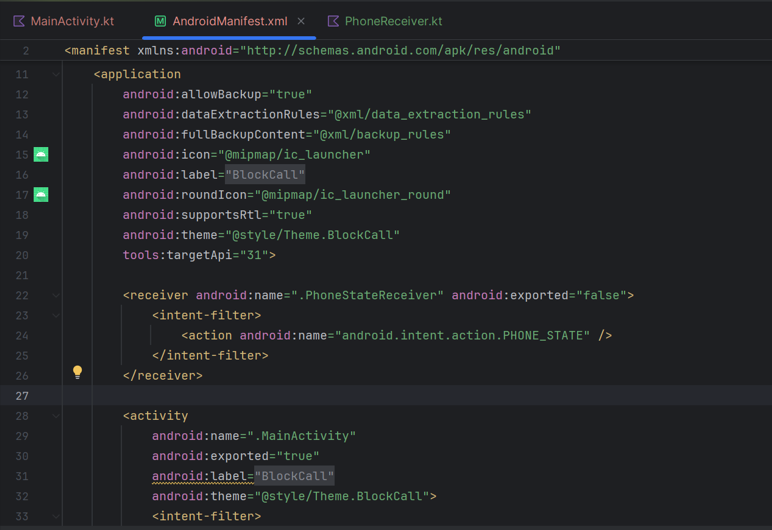 MainActivity.kt AndroidManifest.xml PhoneReceiver.kt
2 <manifest xmlns:android="http://schemas.android.com/apk/res/android"
11 <application
12 android:allowBackup="true"
13 android:dataExtractionRules="@xml/data_extraction_rules"
14 android:fullBackupContent="@xml/backup_rules"
15 android:icon="@mipmap/ic_launcher"
16 android:label="BlockCall"
17 android:roundIcon="@mipmap/ic_launcher_round"
18 android:supportsRtl="true"
19 android:theme="@style/Theme.BlockCall"
20 tools:targetApi="31">
21
22 <receiver android:name=".PhoneStateReceiver" android:exported="false">
23 <intent-filter>
24 <action android:name="android.intent.action.PHONE_STATE" />
25 </intent-filter>
26 </receiver>
27
28 <activity
29 android:name=".MainActivity"
30 android:exported="true"
31 android:label="BlockCall"
32 android:theme="@style/Theme.BlockCall">
33 <intent-filter>